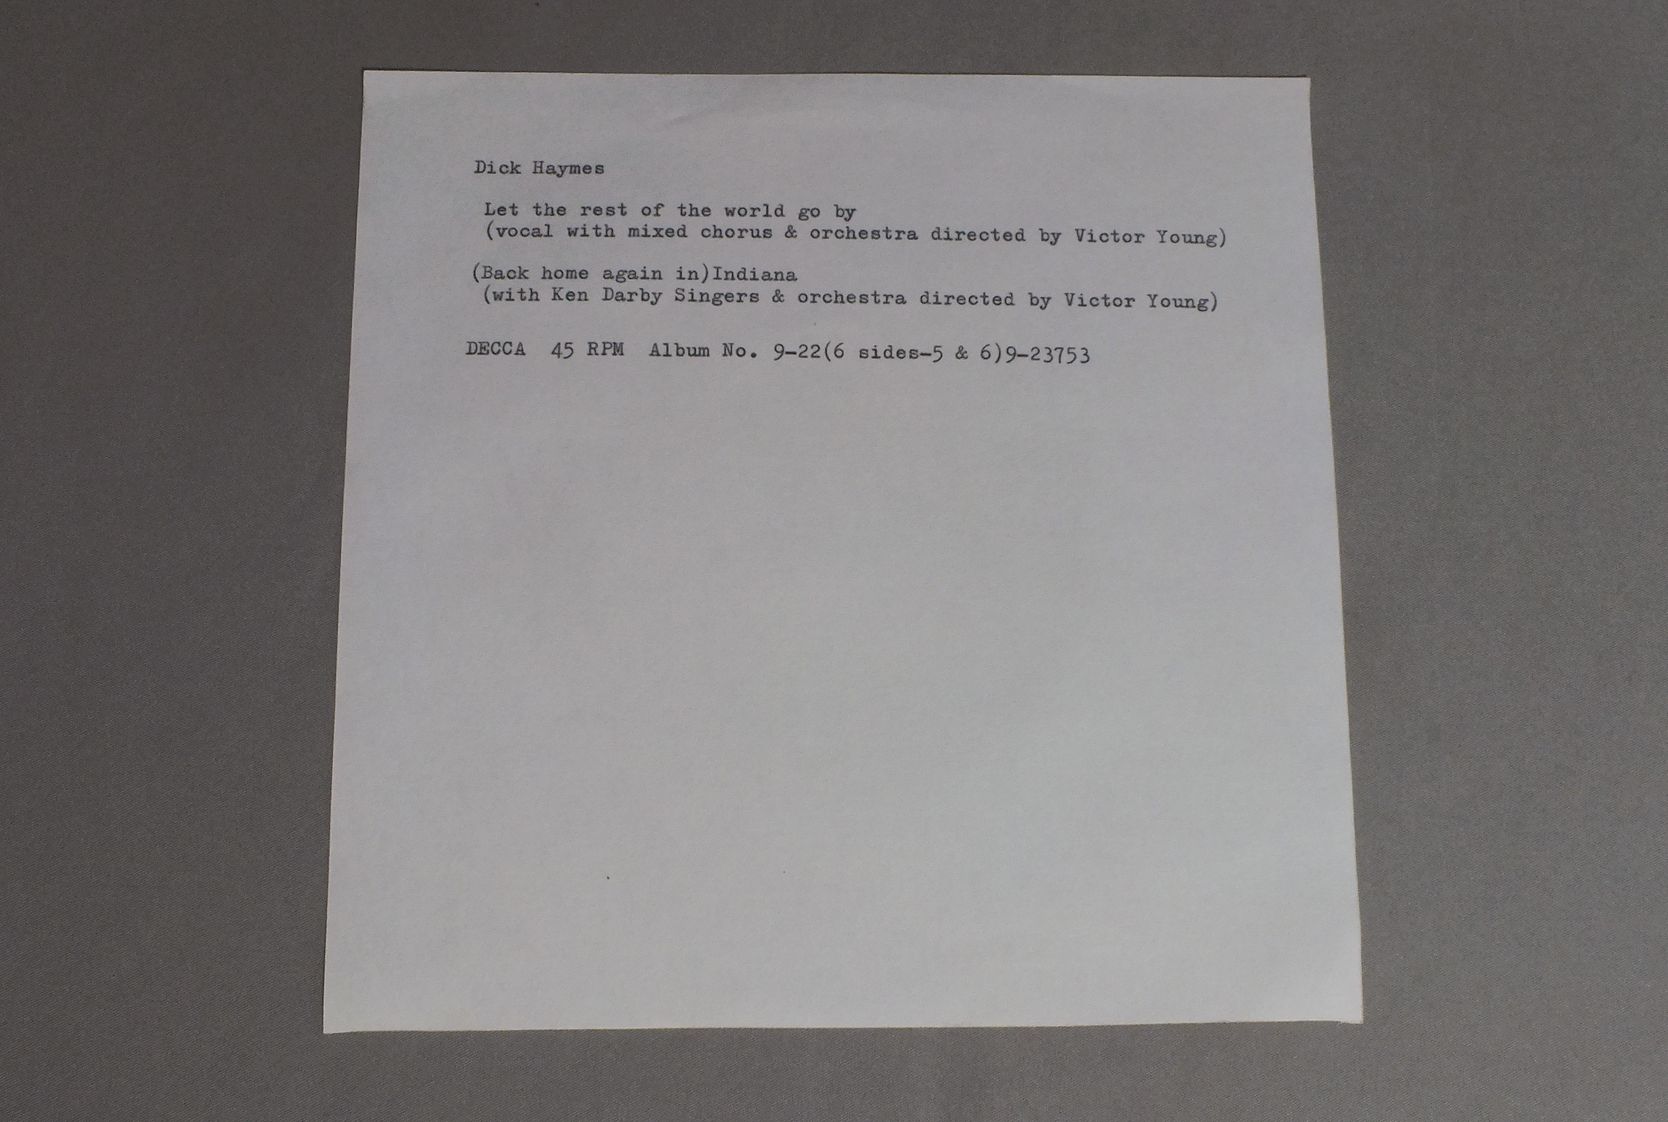 Dick Haymes
Let the rest of the world go by
(vocal with mixed chorus & orchestra directed by Victor Young)
(Back home again in)Indiana
(with Ken Darby Singers & orchestra directed by Victor Young)
DECCA 45 RPM Album No. 9-22(6 sides-5 & 6)9-23753